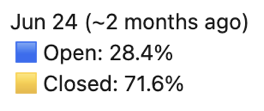 Jun 24 (~2 months ago)
Open: 28.4%
Closed: 71.6%